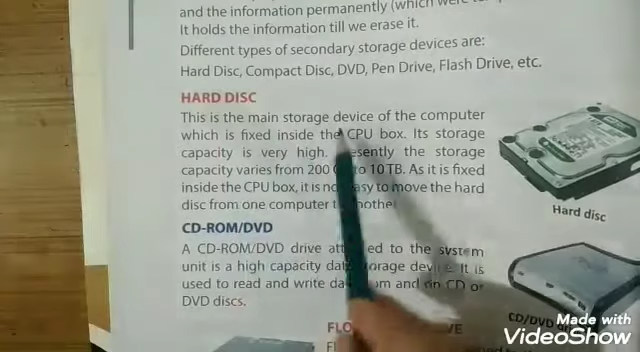 and the information permanently (which were
It holds the information till we erase it.
Different types of secondary storage devices are:
Hard Disc, Compact Disc, DVD, Pen Drive, Flash Drive, etc.
HARD DISC
This is the main storage device of the computer
which is fixed inside the CPU box. Its storage
capacity is very high. the storage
capacity varies from 200 to 10 TB. As it is fixed
inside the CPU box, it is to move the hard
disc from one computer
Hard disc
CD-ROM/DVD
A CD-ROM/DVD drive to the system
unit is a high capacity It is
used to read and write and on CD or
DVD discs.
CD/DVD
Made with
VideoShow